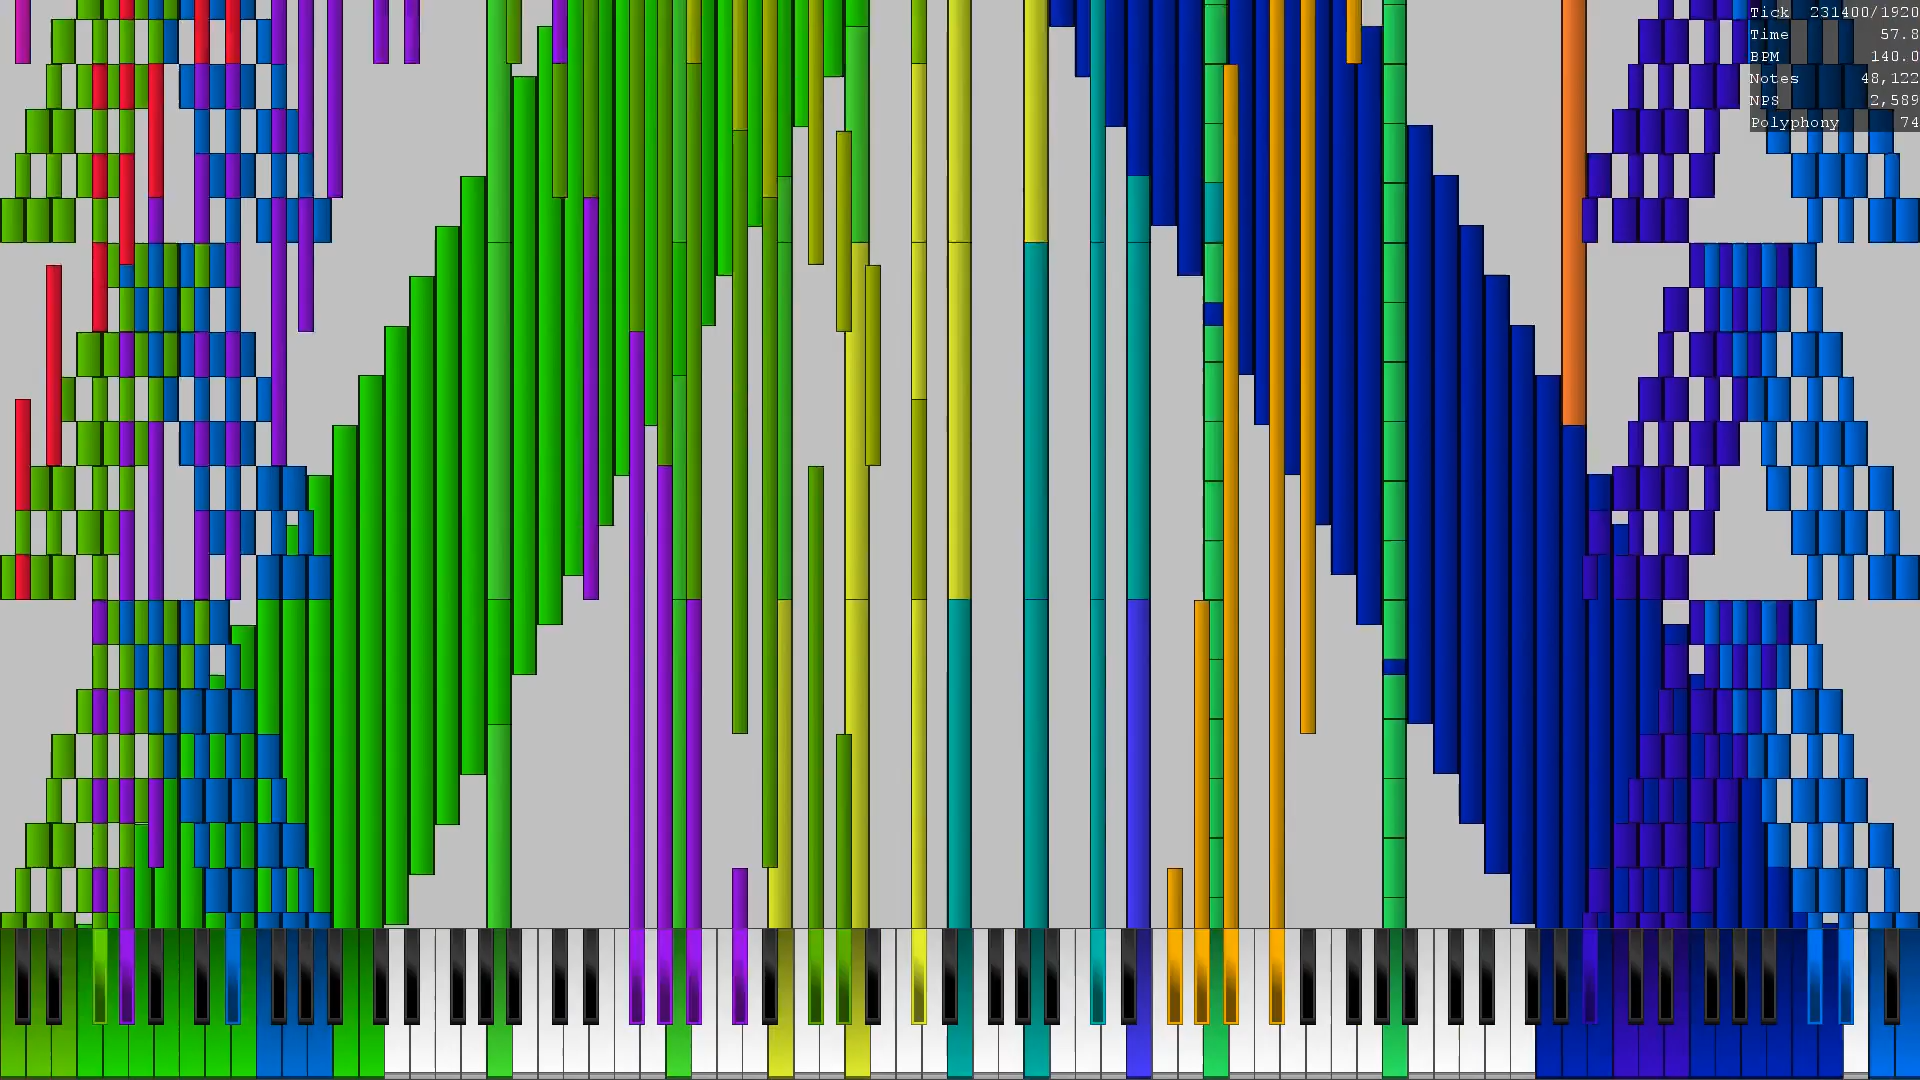 Tick 231400/1920
Time 57.8
BPM 140.0
Notes 48,122
NPS 2,589
Polyphony 74